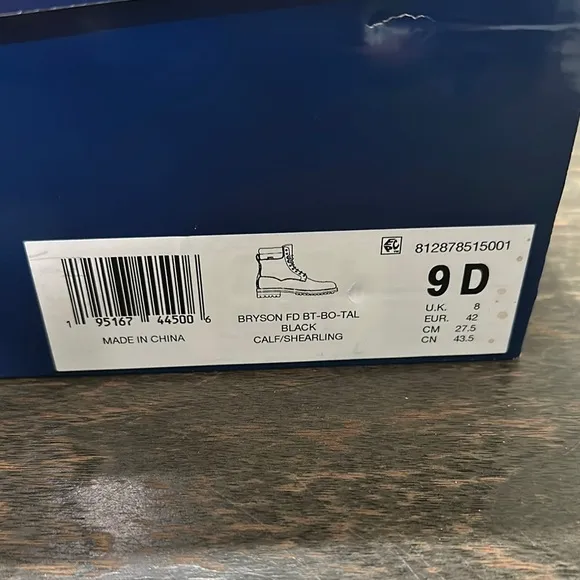 812878515001
9 D
U.K. 8
EUR. 42
CM 27.5
CN 43.5
BRYSON FD BT-BO-TAL
BLACK
CALF/SHEARLING
1 95167 44500 6
MADE IN CHINA